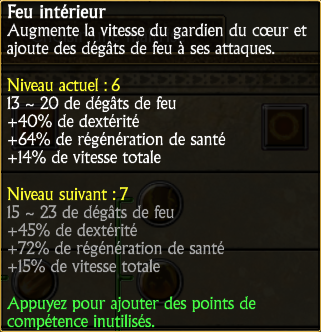 Feu intérieur
Augmente la vitesse du gardien du cœur et
ajoute des dégâts de feu à ses attaques.
Niveau actuel : 6
13 ~ 20 de dégâts de feu
+40% de dextérité
+64% de régénération de santé
+14% de vitesse totale
Niveau suivant : 7
15 ~ 23 de dégâts de feu
+45% de dextérité
+72% de régénération de santé
+15% de vitesse totale
Appuyez pour ajouter des points de
compétence inutilisés.